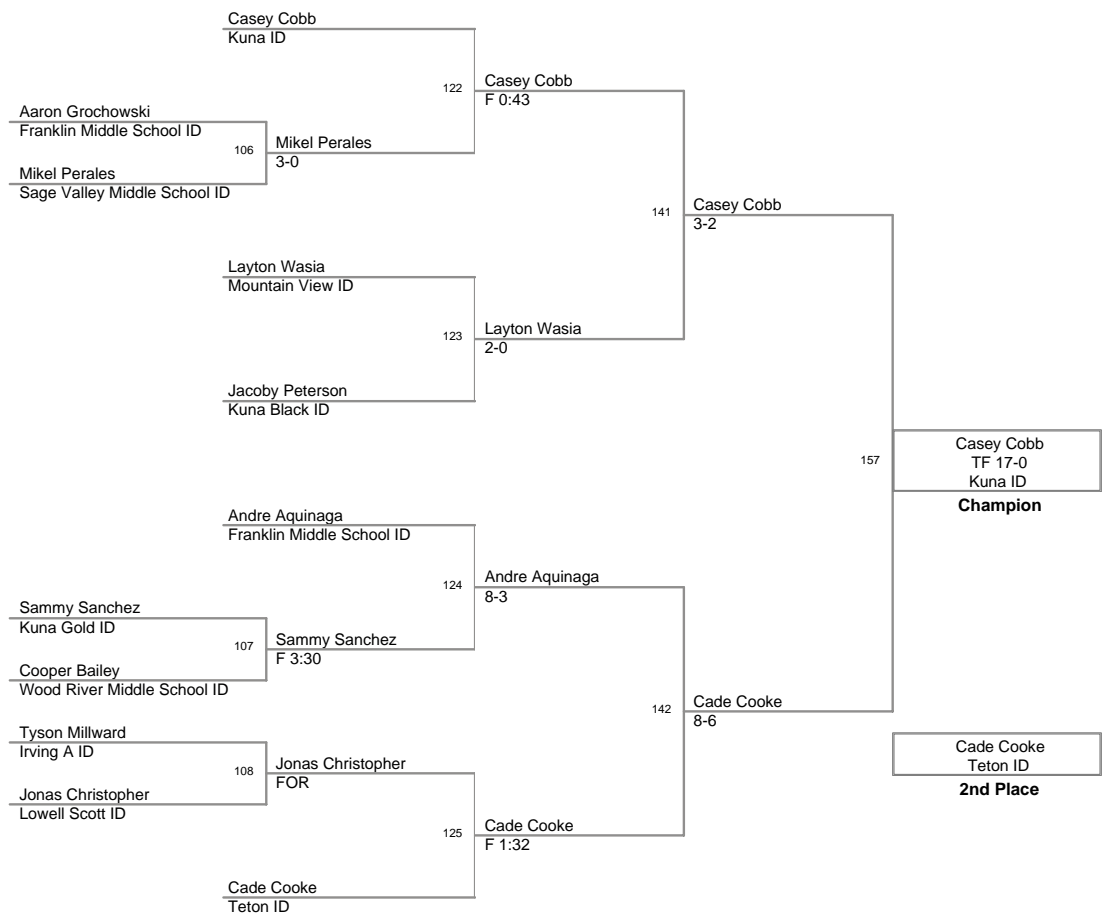 Casey Cobb
Kuna ID
122
Casey Cobb
F 0:43
Aaron Grochowski
Franklin Middle School ID
106
Mikel Perales
3-0
Mikel Perales
Sage Valley Middle School ID
141
Casey Cobb
3-2
Layton Wasia
Mountain View ID
123
Layton Wasia
2-0
Jacoby Peterson
Kuna Black ID
157
Casey Cobb
TF 17-0
Kuna ID
Champion
Andre Aquinaga
Franklin Middle School ID
124
Andre Aquinaga
8-3
Sammy Sanchez
Kuna Gold ID
107
Sammy Sanchez
F 3:30
Cooper Bailey
Wood River Middle School ID
142
Cade Cooke
8-6
Tyson Millward
Irving A ID
108
Jonas Christopher
FOR
Jonas Christopher
Lowell Scott ID
125
Cade Cooke
F 1:32
Cade Cooke
Teton ID
Cade Cooke
Teton ID
2nd Place